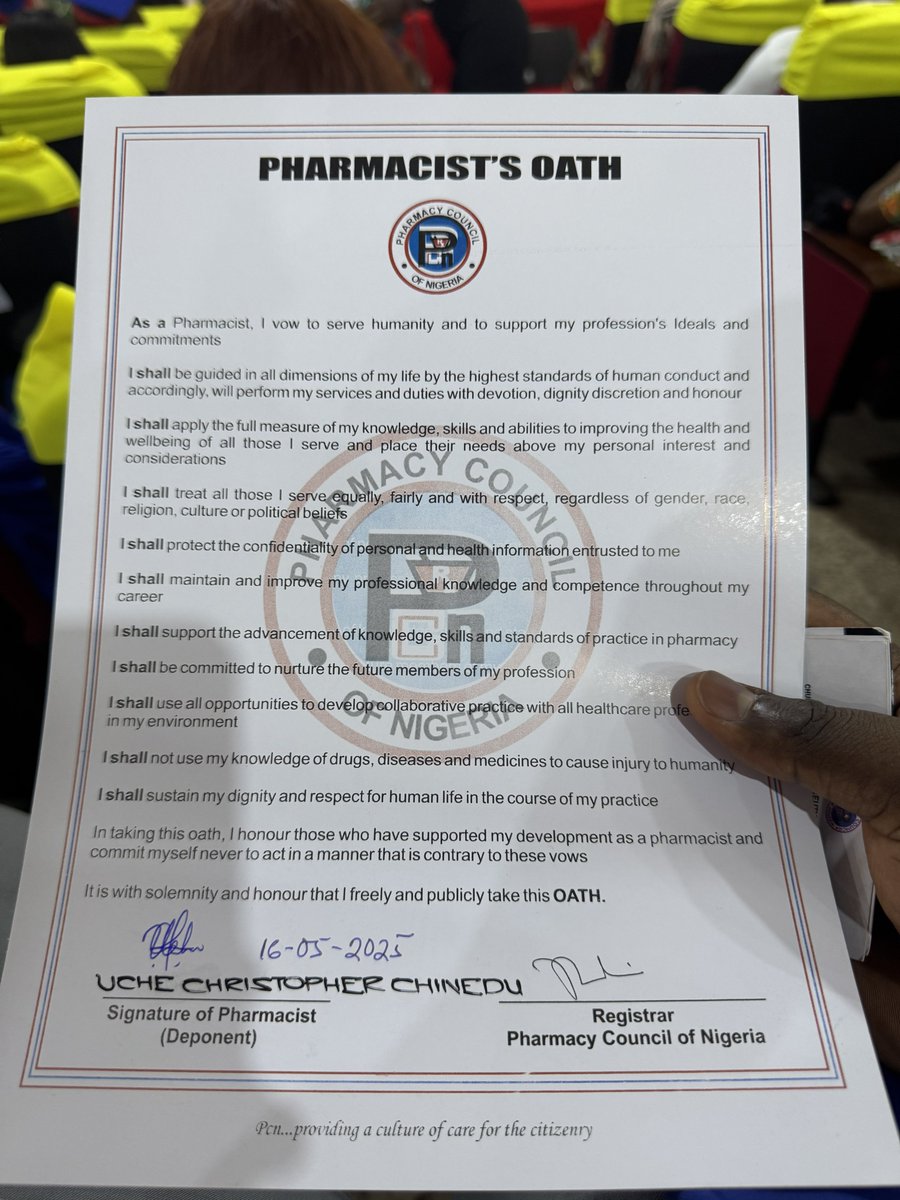 PHARMACIST'S OATH
PHARMACY COUNCIL
Pcn
OF NIGERIA
As a Pharmacist, I vow to serve humanity and to support my profession's Ideals and
commitments
I shall be guided in all dimensions of my life by the highest standards of human conduct and
accordingly, will perform my services and duties with devotion, dignity discretion and honour
I shall apply the full measure of my knowledge, skills and abilities to improving the health and
wellbeing of all those I serve and place their needs above my personal interest and
considerations
I shall treat all those I serve equally, fairly and with respect, regardless of gender, race,
religion, culture or political beliefs
I shall protect the confidentiality of personal and health information entrusted to me
I shall maintain and improve my professional knowledge and competence throughout my
career
I shall support the advancement of knowledge, skills and standards of practice in pharmacy
I shall be committed to nurture the future members of my profession
I shall use all opportunities to develop collaborative practice with all healthcare profe
in my environment
I shall not use my knowledge of drugs, diseases and medicines to cause injury to humanity
I shall sustain my dignity and respect for human life in the course of my practice
In taking this oath, I honour those who have supported my development as a pharmacist and
commit myself never to act in a manner that is contrary to these vows
It is with solemnity and honour that I freely and publicly take this OATH.
PHARMACY COUNCIL
Pcn
OF NIGERIA
16-05-2025
UCHE CHRISTOPHER CHINEDU
Signature of Pharmacist
(Deponent)
Registrar
Pharmacy Council of Nigeria
Pcn...providing a culture of care for the citizenry